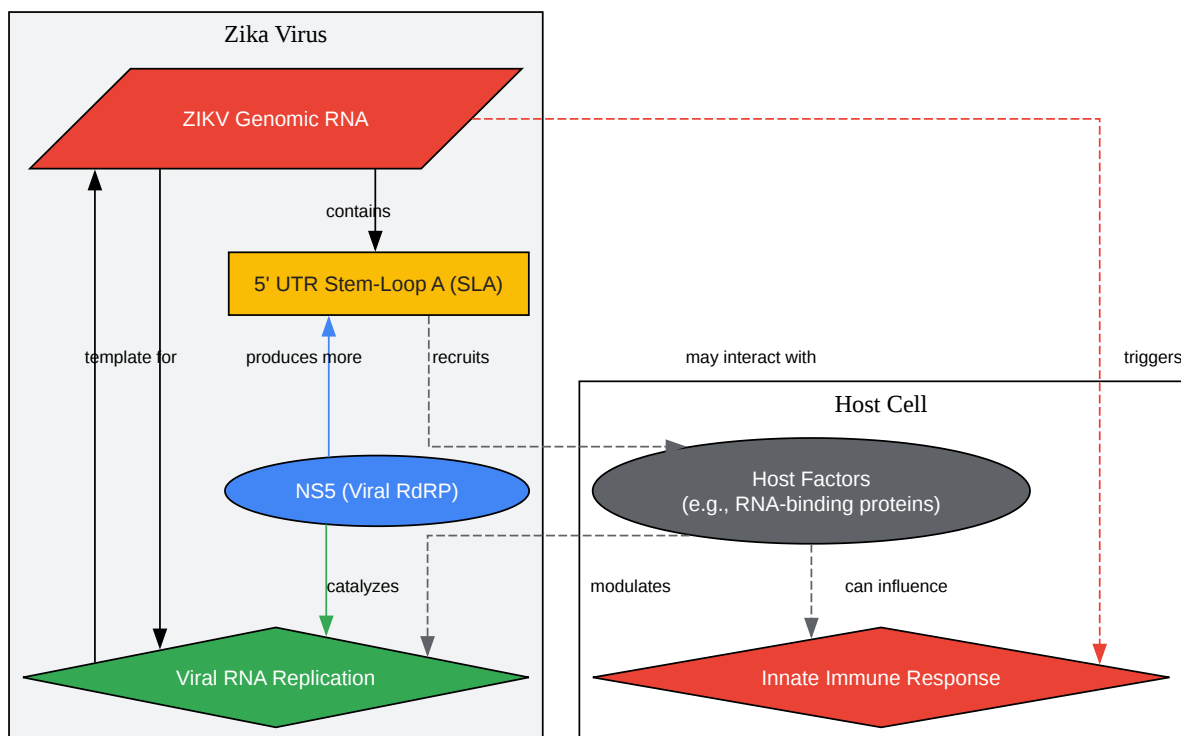 Zika Virus
ZIKV Genomic RNA
contains
5' UTR Stem-Loop A (SLA)
template for
produces more
recruits
may interact with
triggers
Host Cell
NS5 (Viral RdRP)
Host Factors
(e.g., RNA-binding proteins)
catalyzes
modulates
can influence
Viral RNA Replication
Innate Immune Response